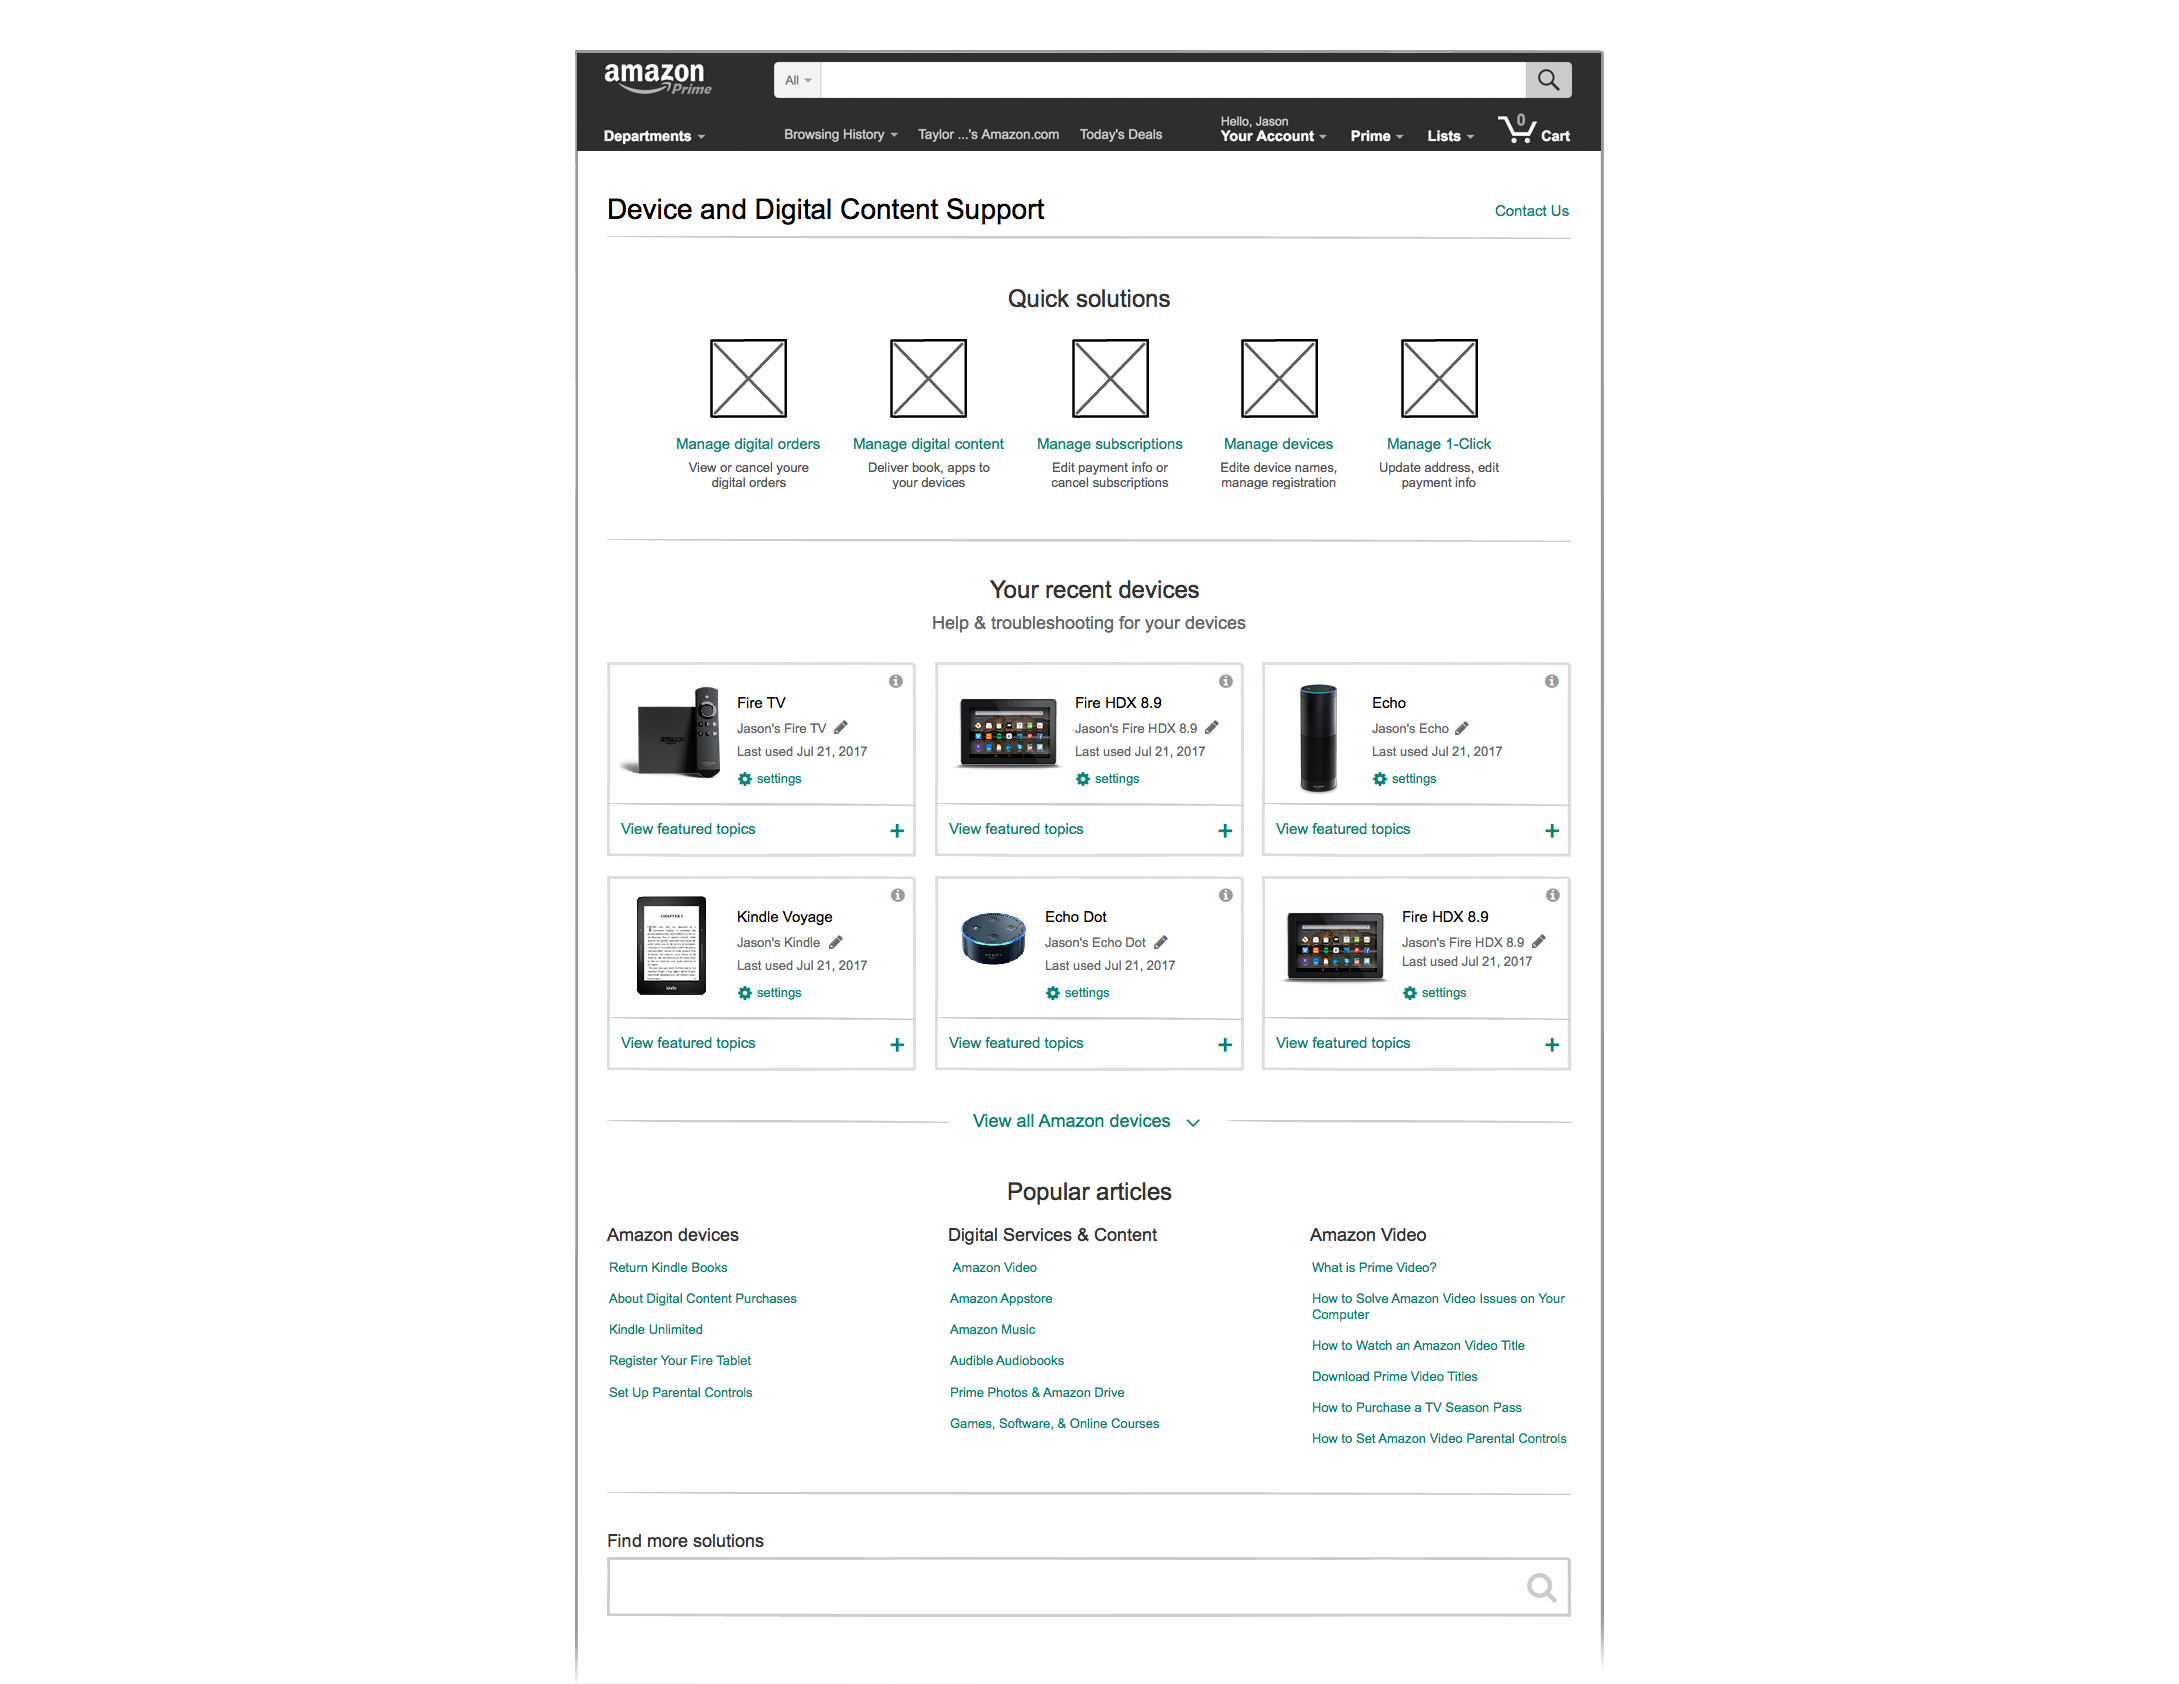 amazon
Prime
All
Departments
Browsing History
Taylor ...'s Amazon.com
Today's Deals
Hello, Jason
Your Account
Prime
Lists
0
Cart
Device and Digital Content Support
Contact Us
Quick solutions
Manage digital orders
View or cancel youre
digital orders
Manage digital content
Deliver book, apps to
your devices
Manage subscriptions
Edit payment info or
cancel subscriptions
Manage devices
Edite device names,
manage registration
Manage 1-Click
Update address, edit
payment info
Your recent devices
Help & troubleshooting for your devices
amazon
Fire TV
Jason's Fire TV
Last used Jul 21, 2017
settings
View featured topics
+
Fire HDX 8.9
Jason's Fire HDX 8.9
Last used Jul 21, 2017
settings
View featured topics
+
Echo
Jason's Echo
Last used Jul 21, 2017
settings
View featured topics
+
CHAPTER I
kindle
Kindle Voyage
Jason's Kindle
Last used Jul 21, 2017
settings
View featured topics
+
Echo Dot
Jason's Echo Dot
Last used Jul 21, 2017
settings
View featured topics
+
Fire HDX 8.9
Jason's Fire HDX 8.9
Last used Jul 21, 2017
settings
View featured topics
+
View all Amazon devices
Popular articles
Amazon devices
Return Kindle Books
About Digital Content Purchases
Kindle Unlimited
Register Your Fire Tablet
Set Up Parental Controls
Digital Services & Content
Amazon Video
Amazon Appstore
Amazon Music
Audible Audiobooks
Prime Photos & Amazon Drive
Games, Software, & Online Courses
Amazon Video
What is Prime Video?
How to Solve Amazon Video Issues on Your
Computer
How to Watch an Amazon Video Title
Download Prime Video Titles
How to Purchase a TV Season Pass
How to Set Amazon Video Parental Controls
Find more solutions